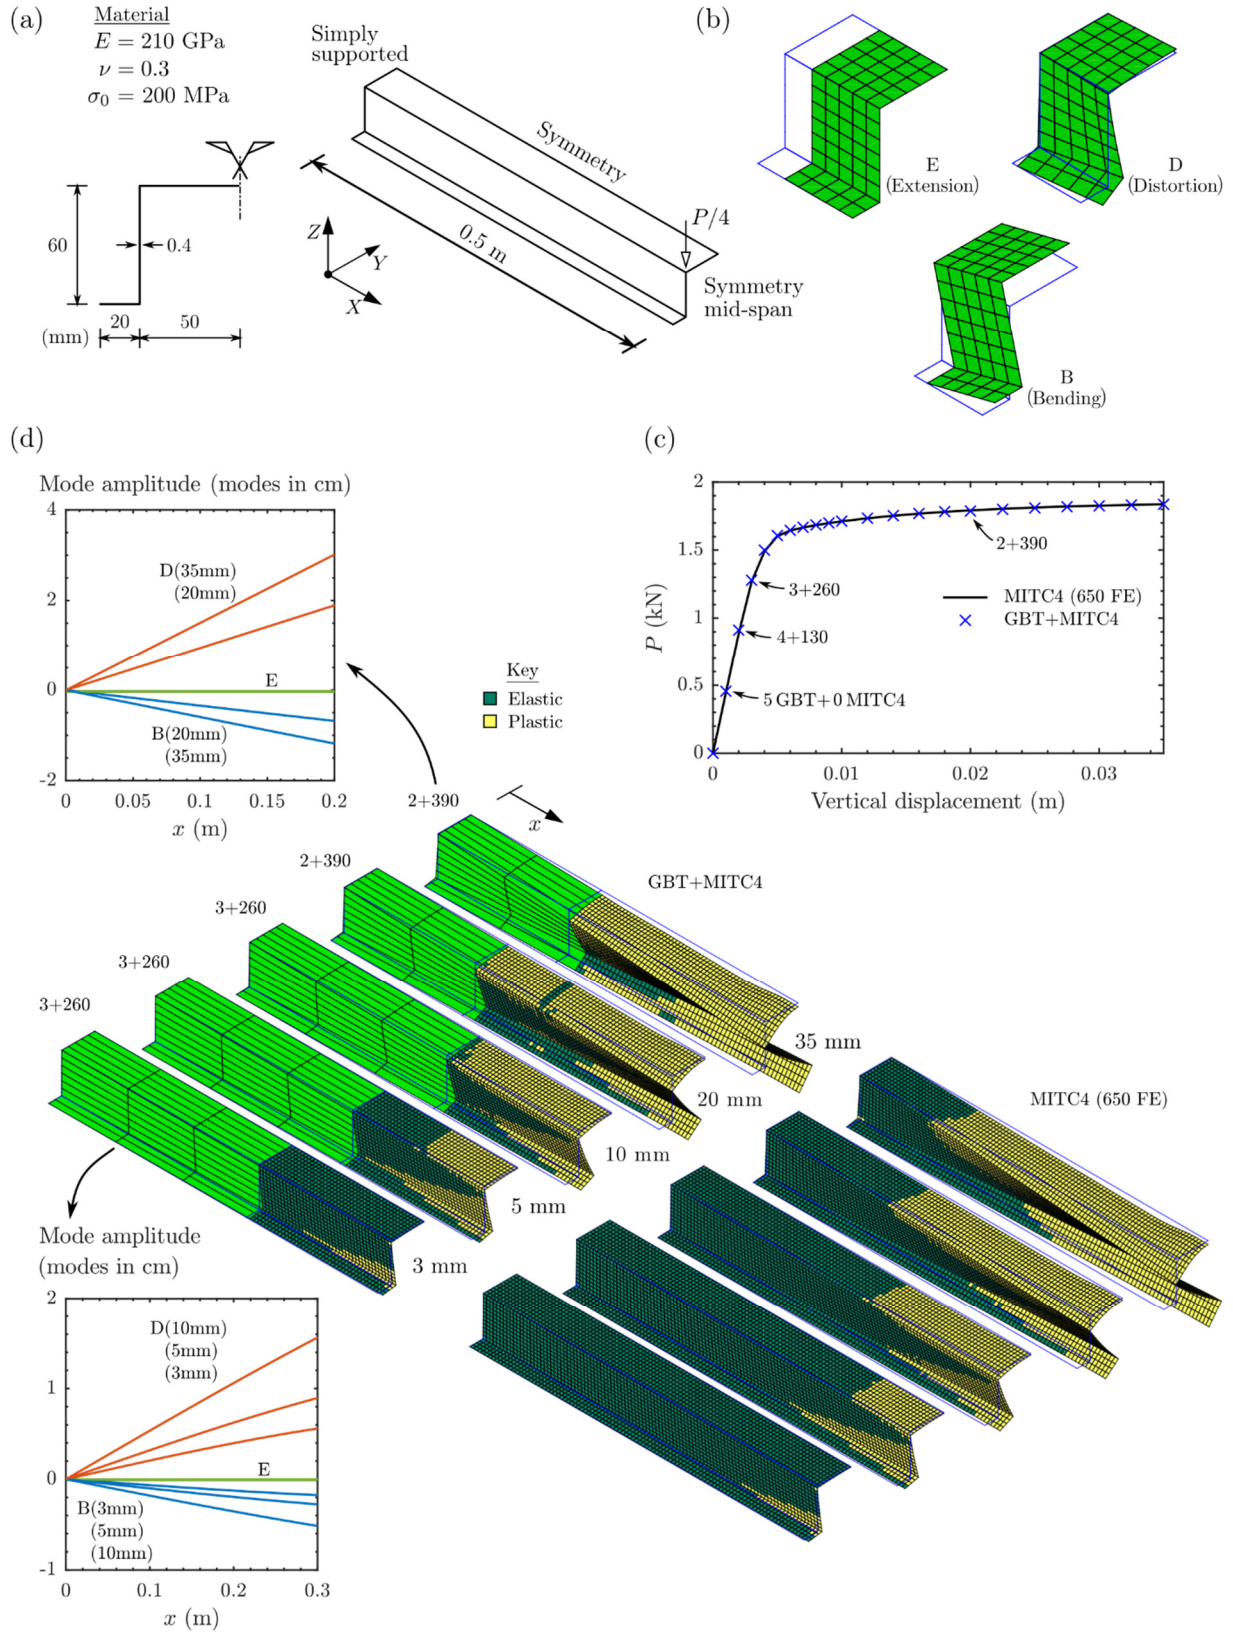 (a)
Material
E = 210 GPa
ν = 0.3
σ₀ = 200 MPa
60
0.4
20
50
(mm)
Simply
supported
Symmetry
0.5 m
P/4
Z
Y
X
Symmetry
mid-span
(b)
E
(Extension)
D
(Distortion)
B
(Bending)
(d)
Mode amplitude (modes in cm)
4
2
0
-2
D(35mm)
(20mm)
E
B(20mm)
(35mm)
0
0.05
0.1
0.15
0.2
x (m)
Key
Elastic
Plastic
(c)
2
1.5
1
0.5
0
P (kN)
2+390
3+260
4+130
5 GBT+0 MITC4
MITC4 (650 FE)
GBT+MITC4
0
0.01
0.02
0.03
Vertical displacement (m)
x
2+390
2+390
3+260
3+260
3+260
GBT+MITC4
35 mm
20 mm
10 mm
5 mm
3 mm
MITC4 (650 FE)
Mode amplitude
(modes in cm)
2
1
0
-1
D(10mm)
(5mm)
(3mm)
E
B(3mm)
(5mm)
(10mm)
0
0.1
0.2
0.3
x (m)